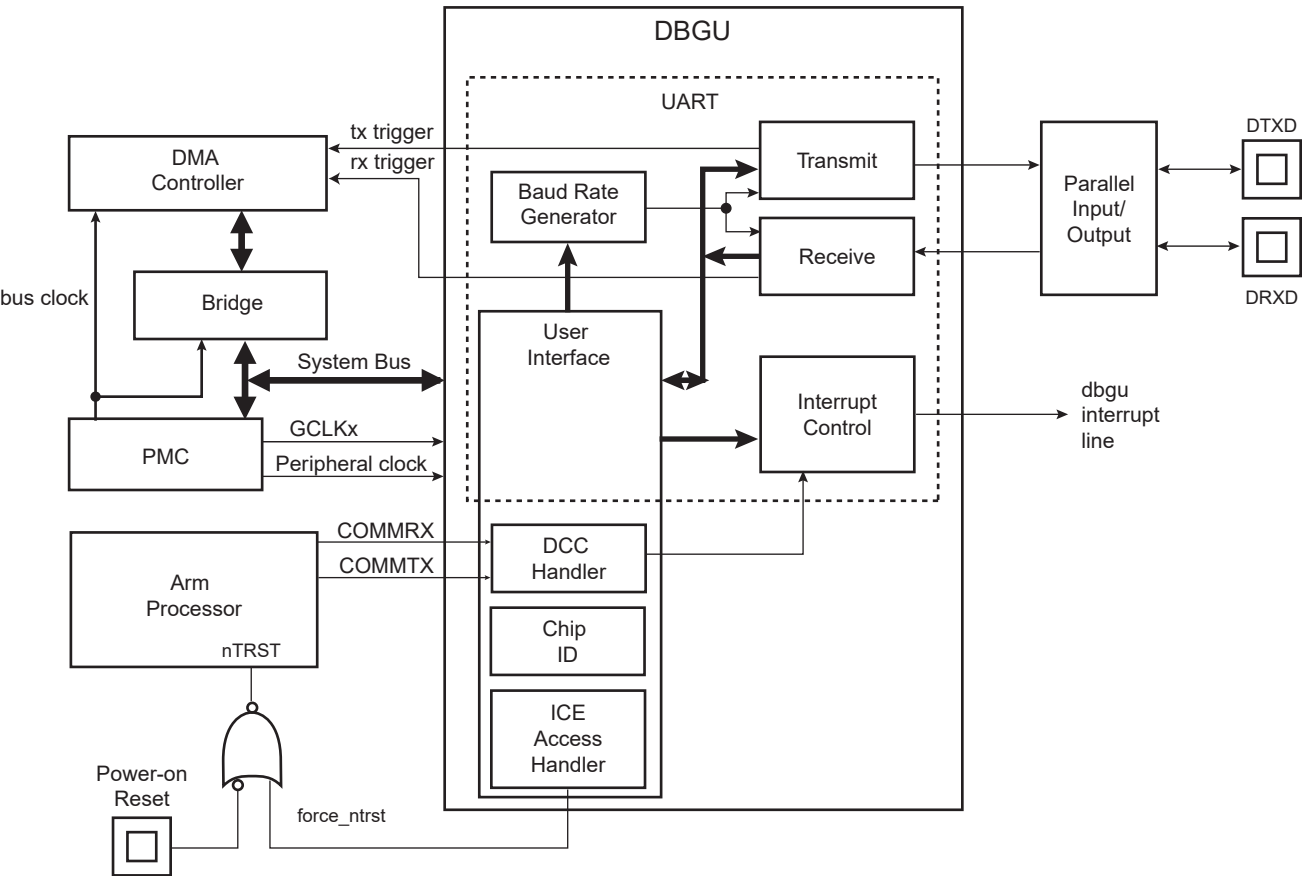 DBGU
UART
DMA
Controller
tx trigger
rx trigger
Baud Rate
Generator
Transmit
Receive
Parallel
Input/
Output
DTXD
DRXD
bus clock
Bridge
System Bus
User
Interface
Interrupt
Control
dbgu
interrupt
line
PMC
GCLKx
Peripheral clock
Arm
Processor
nTRST
COMMRX
COMMTX
DCC
Handler
Chip
ID
ICE
Access
Handler
Power-on
Reset
force_ntrst